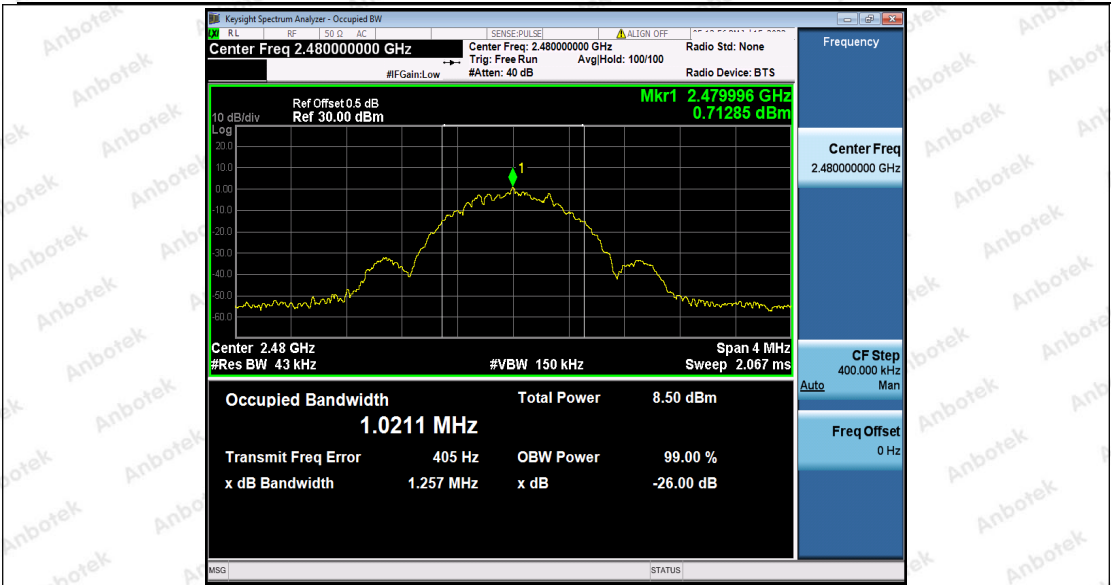 Keysight Spectrum Analyzer - Occupied BW
RL RF 50 Ω AC SENSE:PULSE ALIGN OFF
Center Freq 2.480000000 GHz
Center Freq: 2.480000000 GHz Radio Std: None
Trig: Free Run Avg|Hold: 100/100
#IFGain:Low #Atten: 40 dB Radio Device: BTS
Mkr1 2.479996 GHz
0.71285 dBm
Ref Offset 0.5 dB
10 dB/div Ref 30.00 dBm
Log
20.0
10.0
0.00
-10.0
-20.0
-30.0
-40.0
-50.0
-60.0
1
Center 2.48 GHz Span 4 MHz
#Res BW 43 kHz #VBW 150 kHz Sweep 2.067 ms
Occupied Bandwidth Total Power 8.50 dBm
1.0211 MHz
Transmit Freq Error 405 Hz OBW Power 99.00 %
x dB Bandwidth 1.257 MHz x dB -26.00 dB
MSG STATUS
Frequency
Center Freq
2.480000000 GHz
CF Step
400.000 kHz
Auto Man
Freq Offset
0 Hz
Anbotek